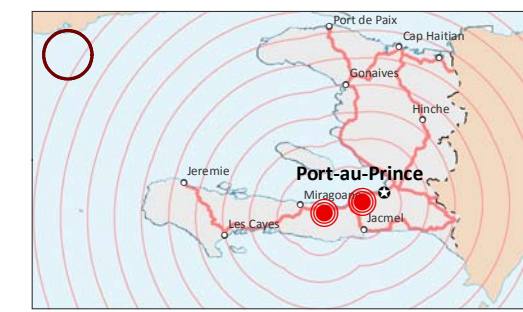 Port de Paix
Cap Haitian
Gonaives
Hinche
Port-au-Prince
Jeremie
Miragoane
Jacmel
Les Cayes